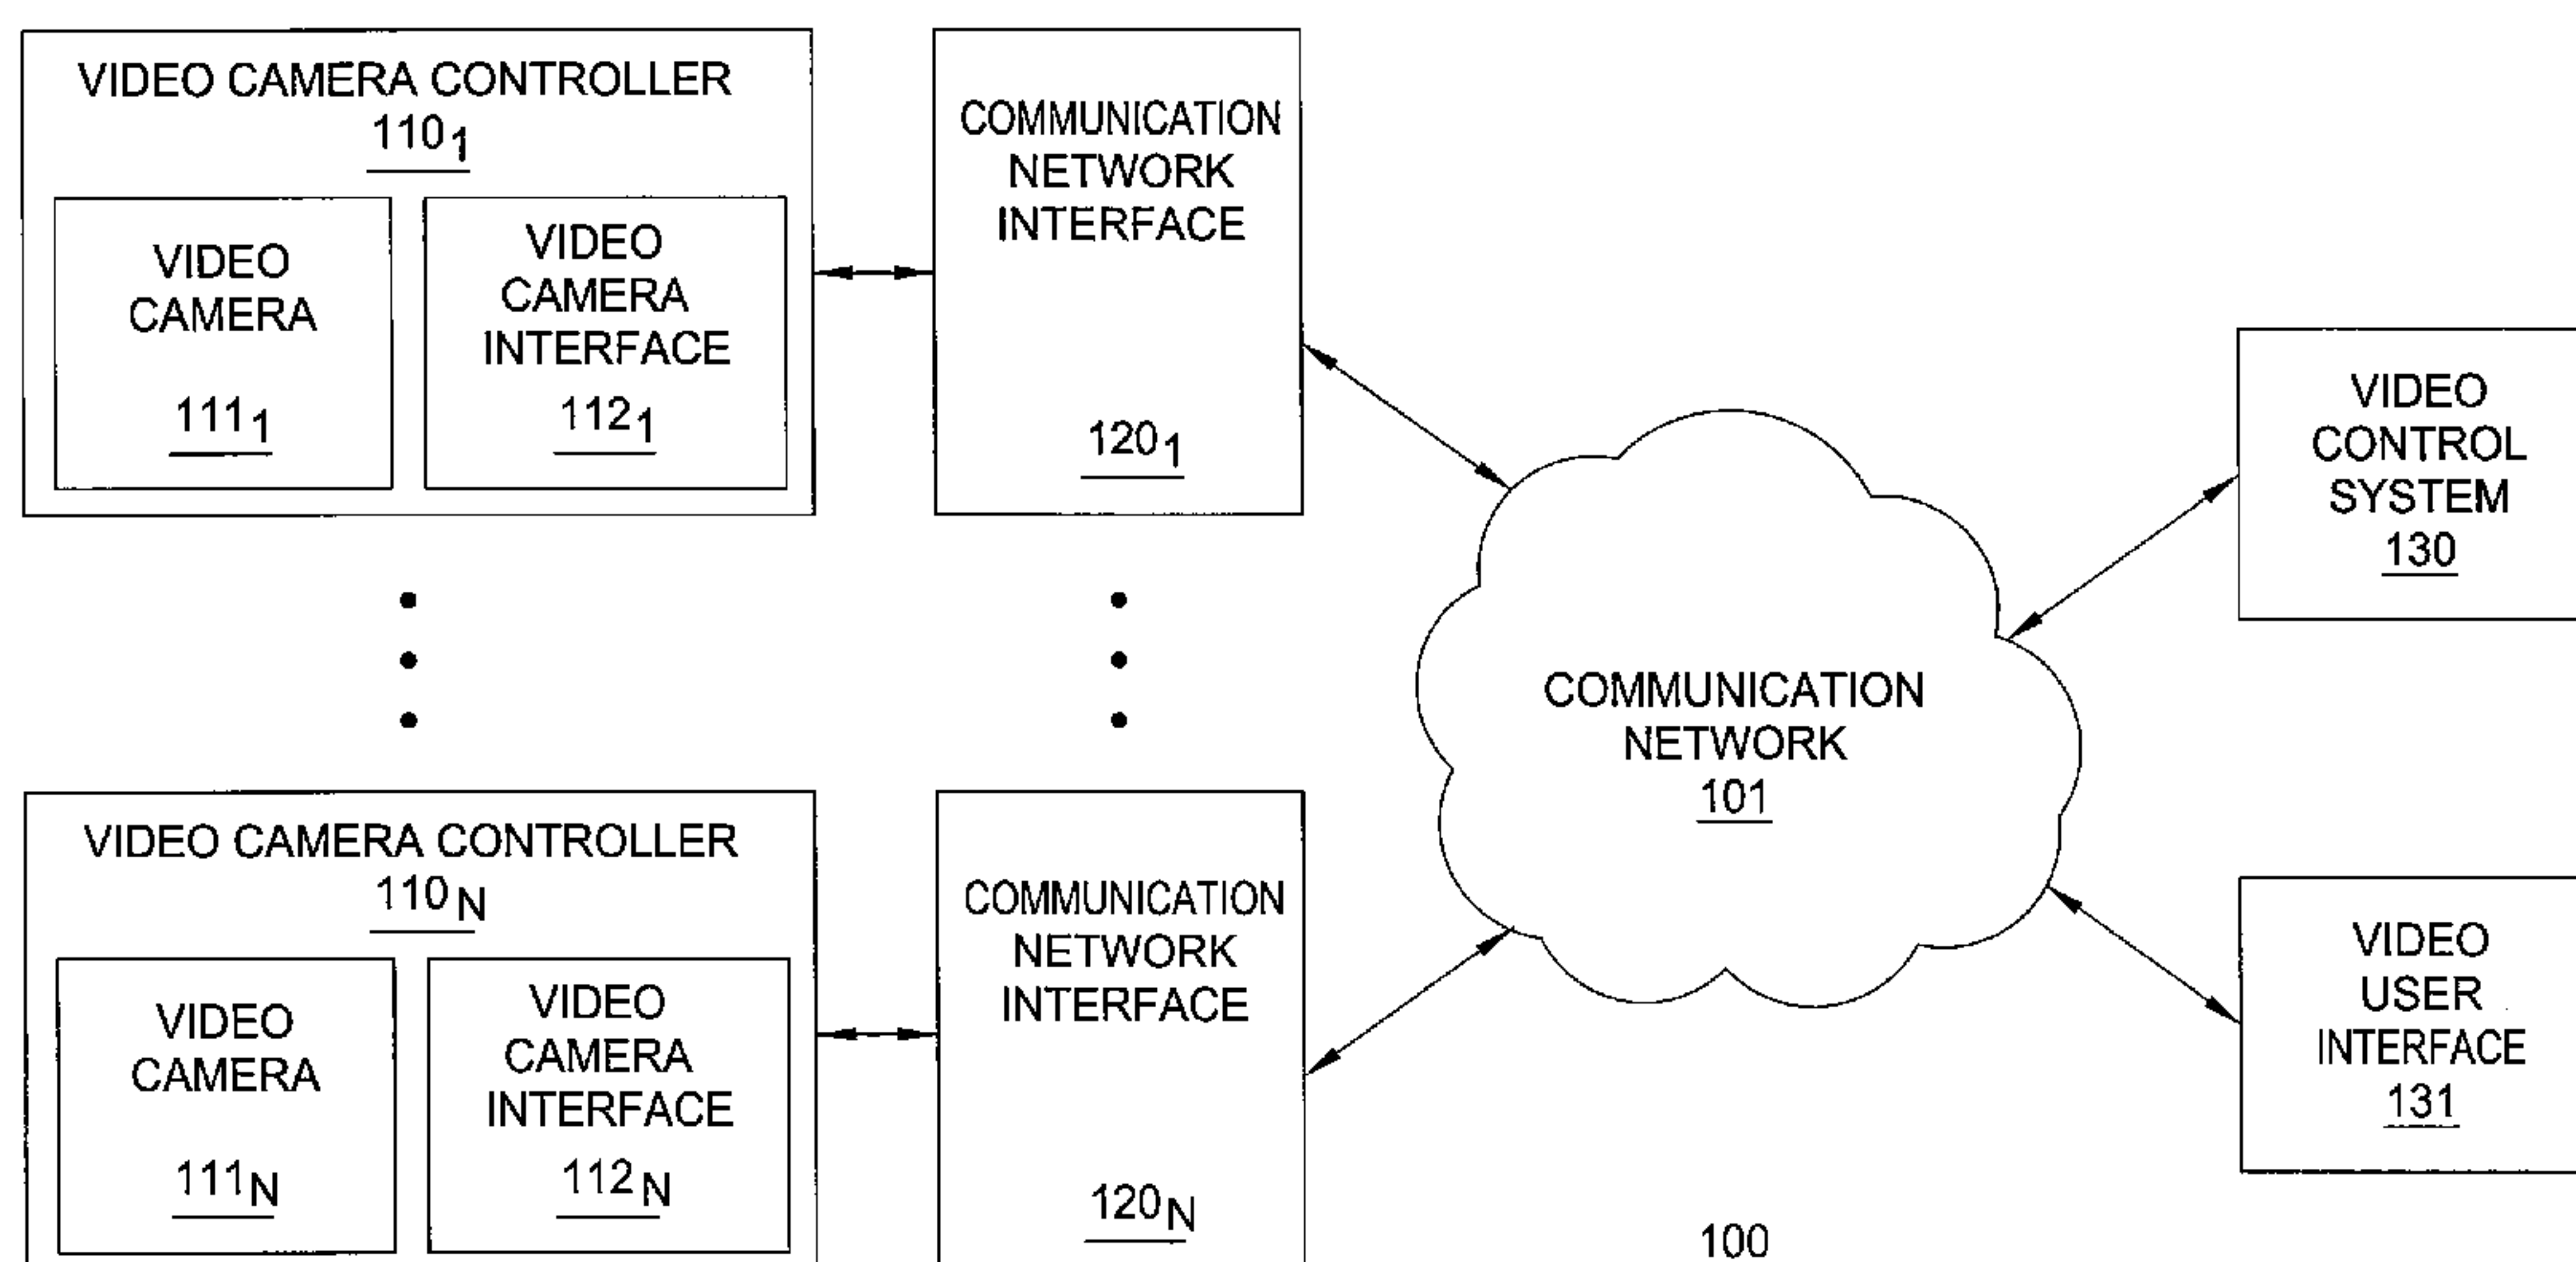 VIDEO CAMERA CONTROLLER
110₁
VIDEO
CAMERA
111₁
VIDEO
CAMERA
INTERFACE
112₁
COMMUNICATION
NETWORK
INTERFACE
120₁
VIDEO CAMERA CONTROLLER
110N
VIDEO
CAMERA
111N
VIDEO
CAMERA
INTERFACE
112N
COMMUNICATION
NETWORK
INTERFACE
120N
COMMUNICATION
NETWORK
101
VIDEO
CONTROL
SYSTEM
130
VIDEO
USER
INTERFACE
131
100